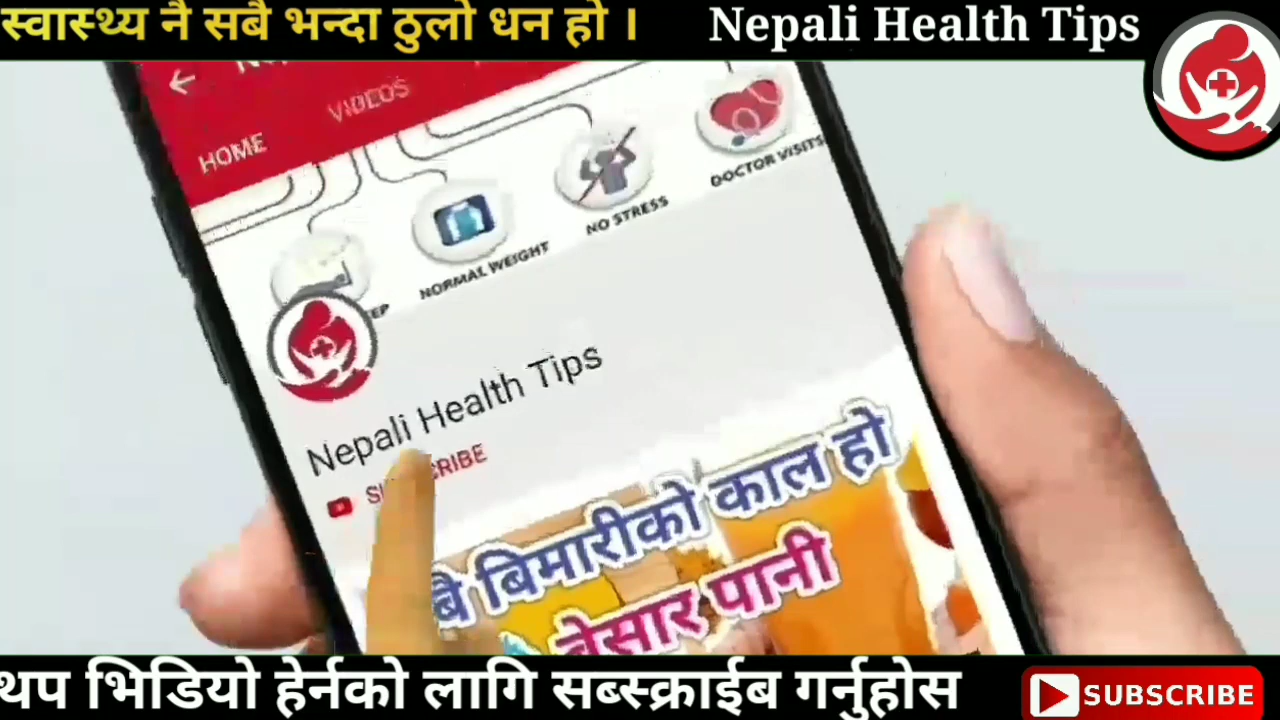 स्वास्थ्य नै सबै भन्दा ठुलो धन हो ।
Nepali Health Tips
HOME
VIDEOS
NORMAL WEIGHT
NO STRESS
DOCTOR VISITS
Nepali Health Tips
बिमारीको काल हो
बेसार पानी
थप भिडियो हेर्नको लागि सब्स्क्राईब गर्नुहोस
SUBSCRIBE